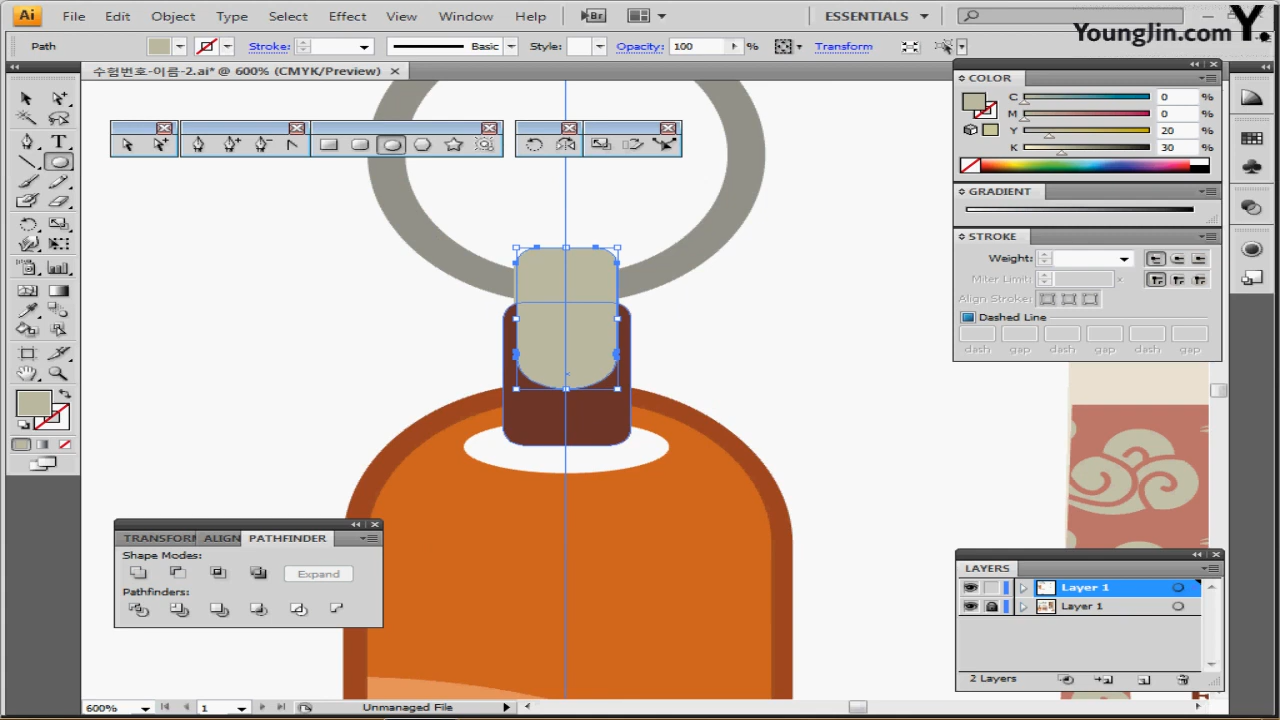 Ai File Edit Object Type Select Effect View Window Help Br ESSENTIALS
YoungJin.com Y.
Path Stroke: Basic Style: Opacity: 100 % Transform
수험번호-이름-2.ai* @ 600% (CMYK/Preview)
COLOR
C 0 %
M 0 %
Y 20 %
K 30 %
GRADIENT
STROKE
Weight:
Miter Limit: x
Align Stroke:
Dashed Line
dash gap dash gap dash gap
TRANSFORM ALIGN PATHFINDER
Shape Modes:
Expand
Pathfinders:
LAYERS
Layer 1
Layer 1
2 Layers
600% 1 Unmanaged File